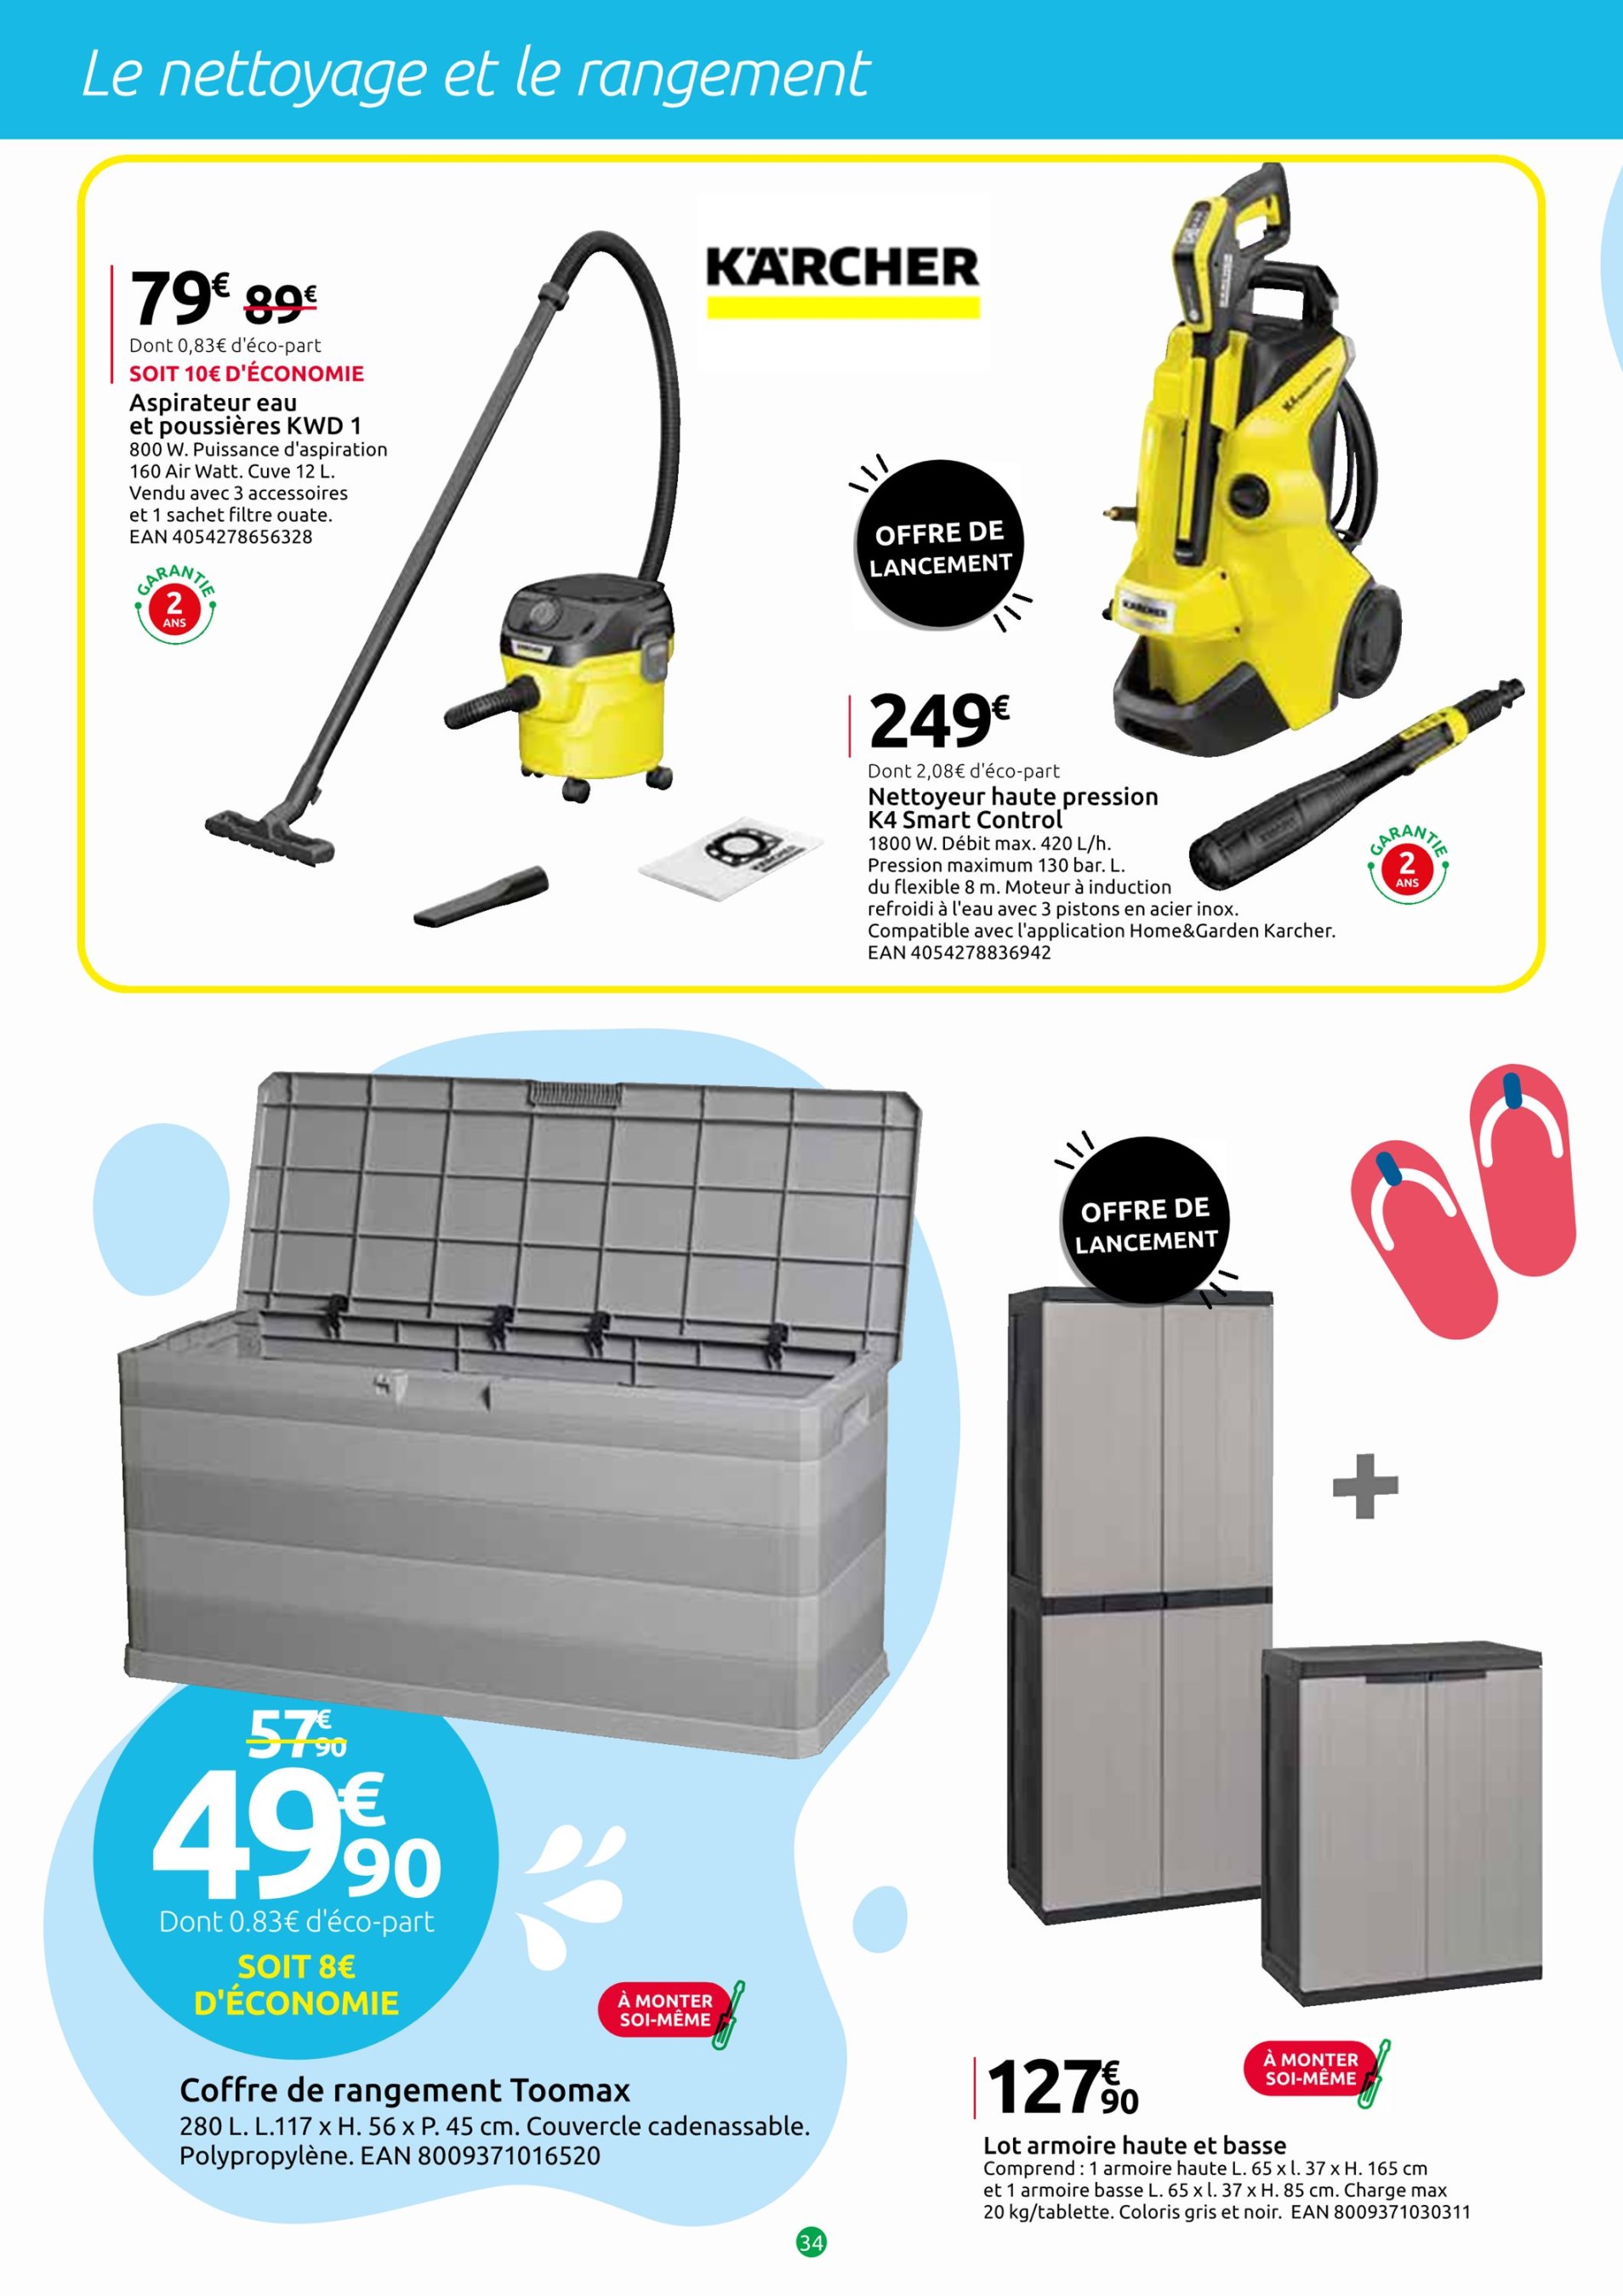 Le nettoyage et le rangement
79€ 89€
Dont 0,83€ d'éco-part
SOIT 10€ D'ÉCONOMIE
Aspirateur eau
et poussières KWD 1
800 W. Puissance d'aspiration
160 Air Watt. Cuve 12 L.
Vendu avec 3 accessoires
et 1 sachet filtre ouate.
EAN 4054278656328
GARANTIE
2
ANS
KÄRCHER
OFFRE DE
LANCEMENT
249€
Dont 2,08€ d'éco-part
Nettoyeur haute pression
K4 Smart Control
1800 W. Débit max. 420 L/h.
Pression maximum 130 bar. L.
du flexible 8 m. Moteur à induction
refroidi à l'eau avec 3 pistons en acier inox.
Compatible avec l'application Home&Garden Karcher.
EAN 4054278836942
GARANTIE
2
ANS
KÄRCHER
K4
KÄRCHER
OFFRE DE
LANCEMENT
+
57€90
49€90
Dont 0.83€ d'éco-part
SOIT 8€
D'ÉCONOMIE
À MONTER
SOI-MÊME
Coffre de rangement Toomax
280 L. L.117 x H. 56 x P. 45 cm. Couvercle cadenassable.
Polypropylène. EAN 8009371016520
127€90
À MONTER
SOI-MÊME
Lot armoire haute et basse
Comprend : 1 armoire haute L. 65 x l. 37 x H. 165 cm
et 1 armoire basse L. 65 x l. 37 x H. 85 cm. Charge max
20 kg/tablette. Coloris gris et noir. EAN 8009371030311
34